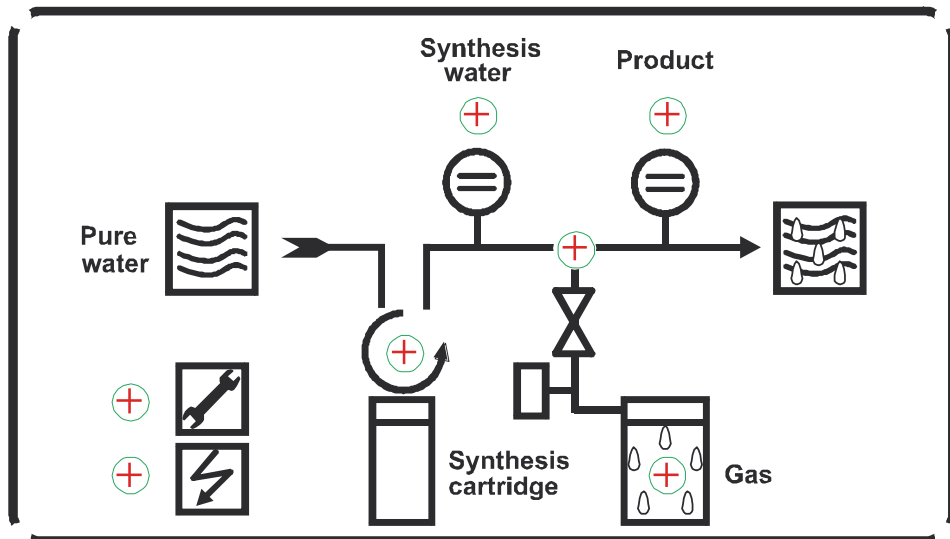 Synthesis
water
Product
Pure
water
Synthesis
cartridge
Gas